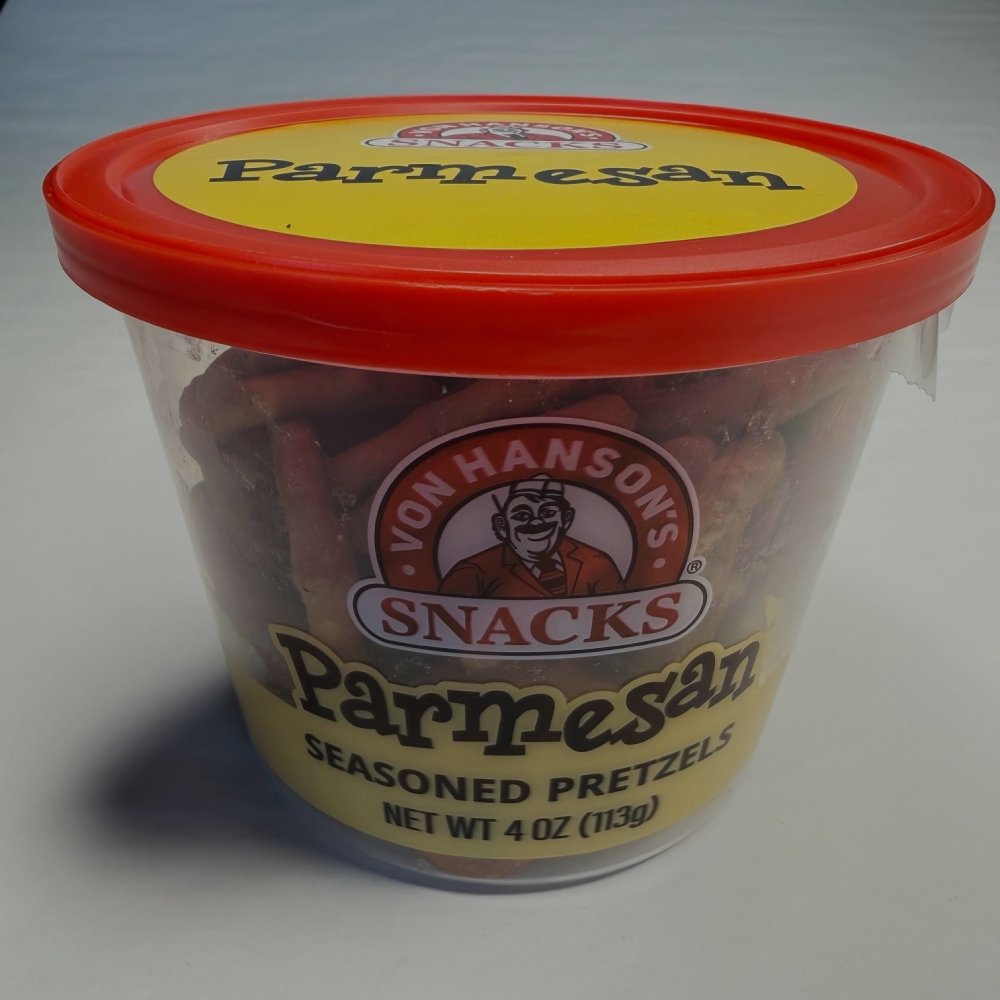 VON HANSON'S
SNACKS
Parmesan
· VON HANSON'S ·
SNACKS®
Parmesan
SEASONED PRETZELS
NET WT 4 OZ (113g)